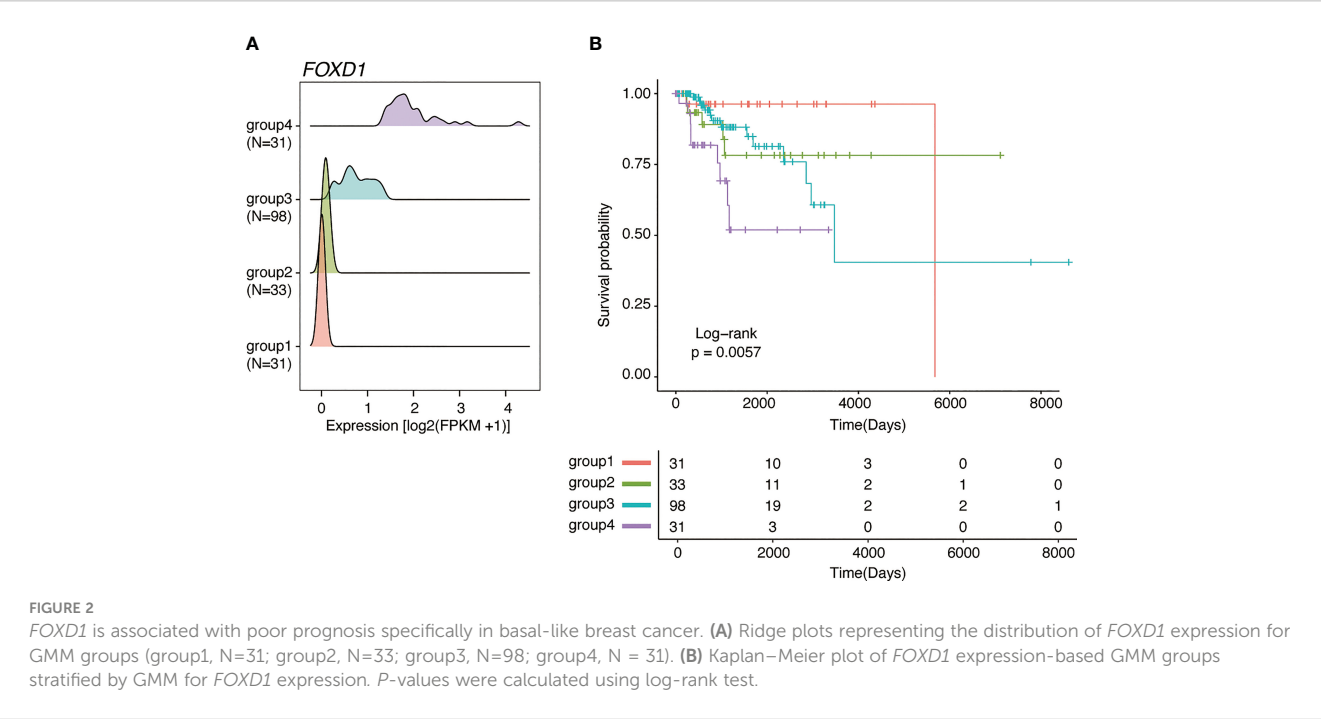 A
FOXD1
group4
(N=31)
group3
(N=98)
group2
(N=33)
group1
(N=31)
0 1 2 3 4
Expression [log2(FPKM +1)]
B
1.00
0.75
0.50
0.25
0.00
Survival probability
Log−rank
p = 0.0057
0 2000 4000 6000 8000
Time(Days)
group1 31 10 3 0 0
group2 33 11 2 1 0
group3 98 19 2 2 1
group4 31 3 0 0 0
0 2000 4000 6000 8000
Time(Days)
FIGURE 2
FOXD1 is associated with poor prognosis specifically in basal-like breast cancer. (A) Ridge plots representing the distribution of FOXD1 expression for
GMM groups (group1, N=31; group2, N=33; group3, N=98; group4, N = 31). (B) Kaplan−Meier plot of FOXD1 expression-based GMM groups
stratified by GMM for FOXD1 expression. P-values were calculated using log-rank test.